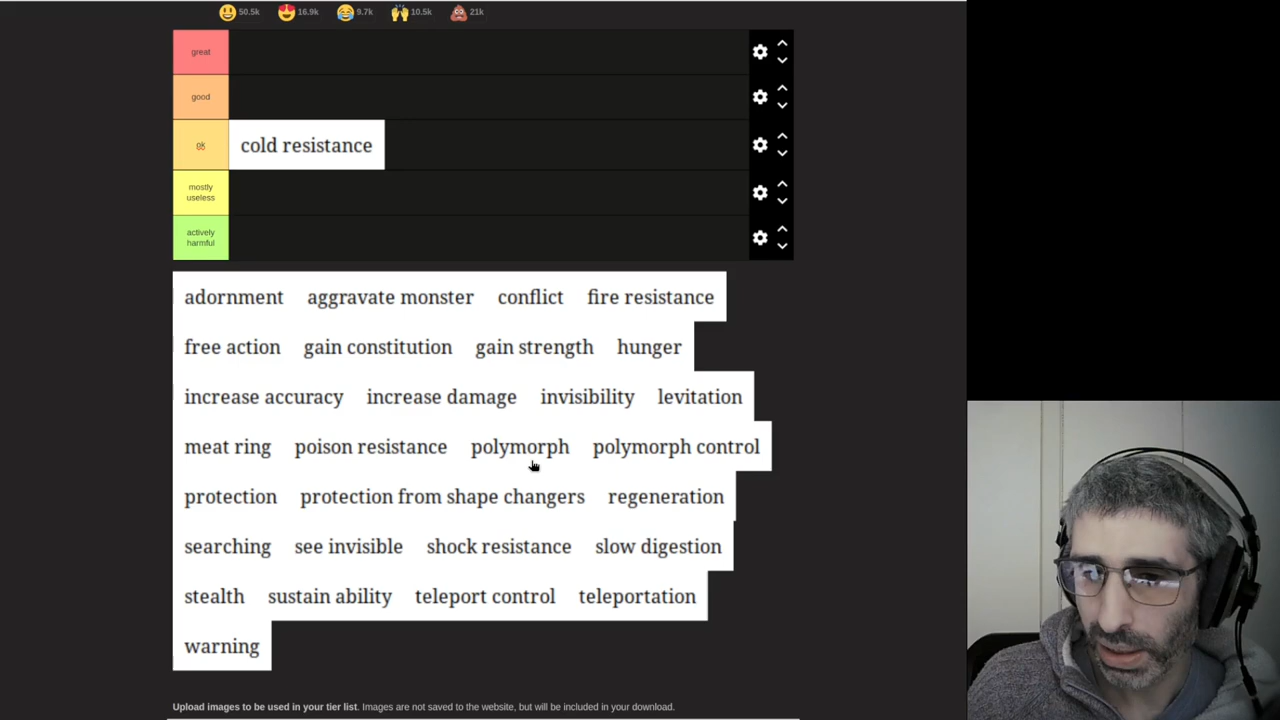 50.5k 16.9k 9.7k 10.5k 21k
great
good
ok cold resistance
mostly
useless
actively
harmful
adornment aggravate monster conflict fire resistance
free action gain constitution gain strength hunger
increase accuracy increase damage invisibility levitation
meat ring poison resistance polymorph polymorph control
protection protection from shape changers regeneration
searching see invisible shock resistance slow digestion
stealth sustain ability teleport control teleportation
warning
Upload images to be used in your tier list. Images are not saved to the website, but will be included in your download.